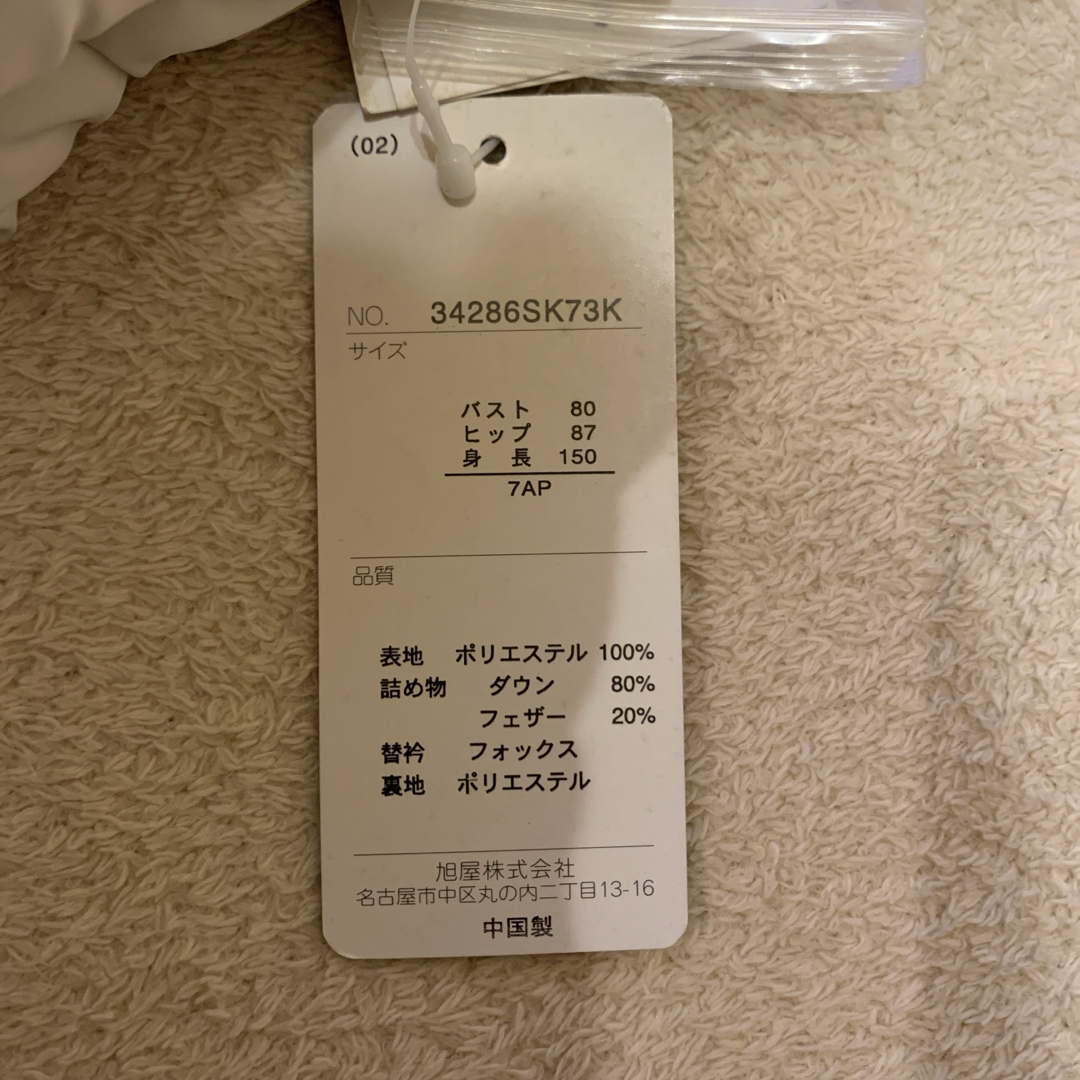 (02)
NO. 34286SK73K
サイズ
バスト 80
ヒップ 87
身長 150
7AP
品質
表地 ポリエステル 100%
詰め物 ダウン 80%
フェザー 20%
替衿 フォックス
裏地 ポリエステル
旭屋株式会社
名古屋市中区丸の内二丁目13-16
中国製